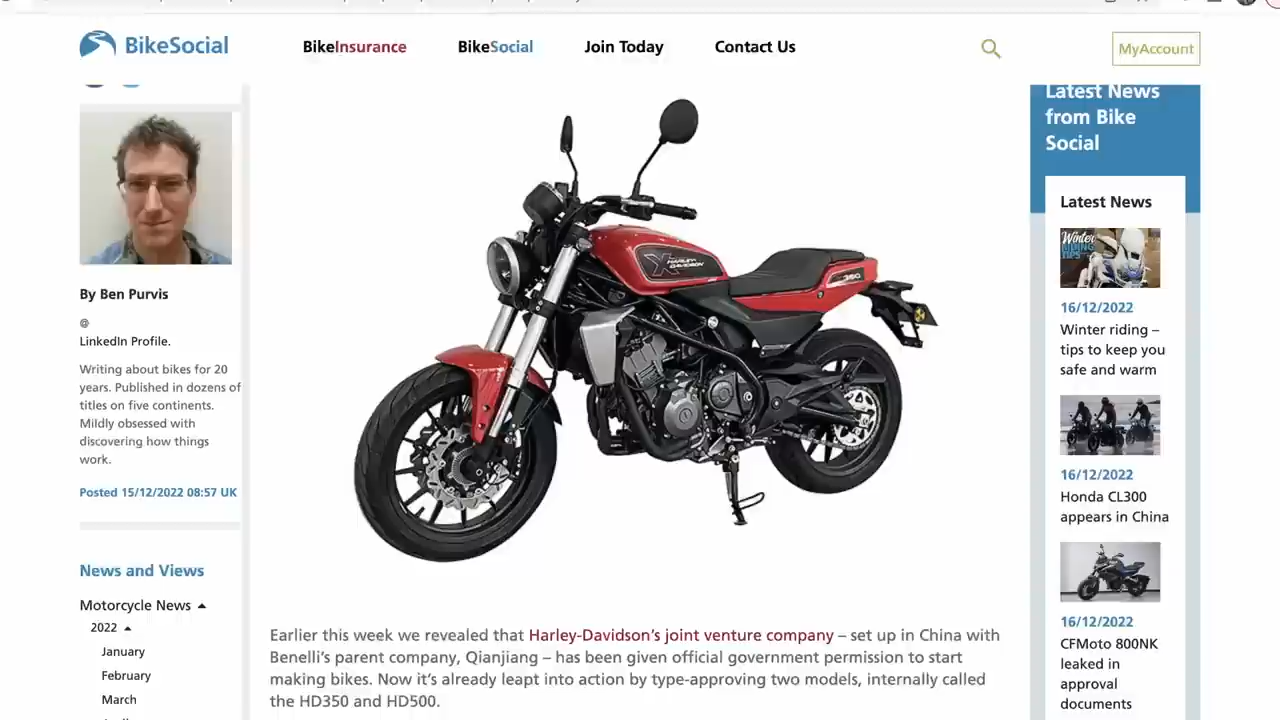 BikeSocial
BikeInsurance
BikeSocial
Join Today
Contact Us
MyAccount
By Ben Purvis
@
LinkedIn Profile.
Writing about bikes for 20
years. Published in dozens of
titles on five continents.
Mildly obsessed with
discovering how things
work.
Posted 15/12/2022 08:57 UK
News and Views
Motorcycle News
2022
January
February
March
X HARLEY-DAVIDSON
350
Earlier this week we revealed that Harley-Davidson’s joint venture company – set up in China with
Benelli’s parent company, Qianjiang – has been given official government permission to start
making bikes. Now it’s already leapt into action by type-approving two models, internally called
the HD350 and HD500.
Latest News
from Bike
Social
Latest News
Winter
RIDING
TIPS
16/12/2022
Winter riding –
tips to keep you
safe and warm
16/12/2022
Honda CL300
appears in China
16/12/2022
CFMoto 800NK
leaked in
approval
documents